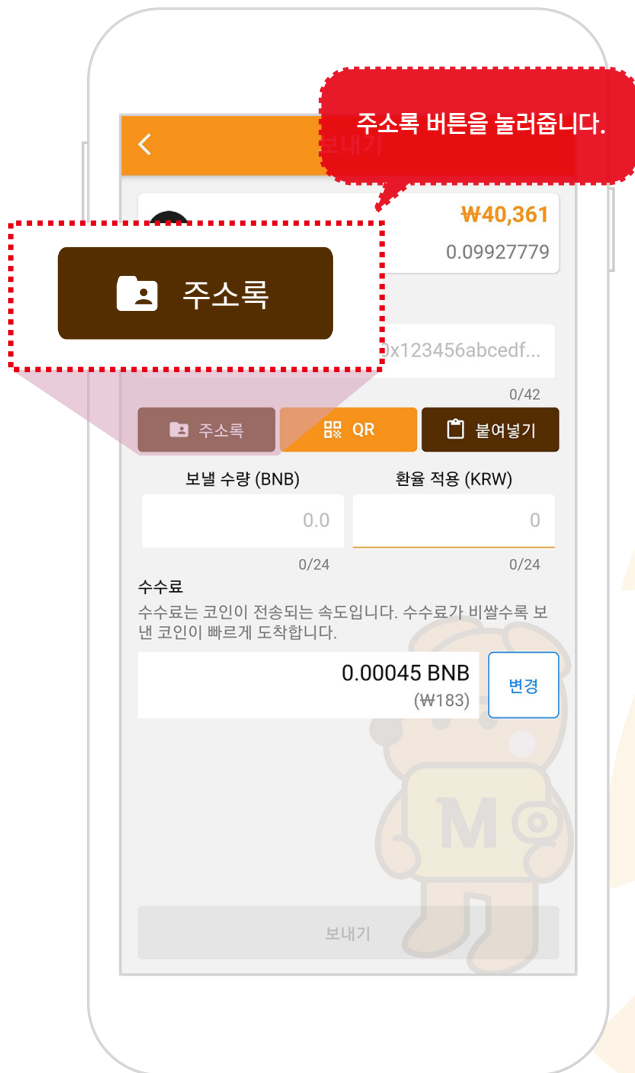 주소록 버튼을 눌러줍니다.
보내기
₩40,361
0.09927779
주소록
0x123456abcedf...
0/42
주소록
QR
붙여넣기
보낼 수량 (BNB)
환율 적용 (KRW)
0.0
0
0/24
0/24
수수료
수수료는 코인이 전송되는 속도입니다. 수수료가 비쌀수록 보
낸 코인이 빠르게 도착합니다.
0.00045 BNB
(₩183)
변경
M
보내기